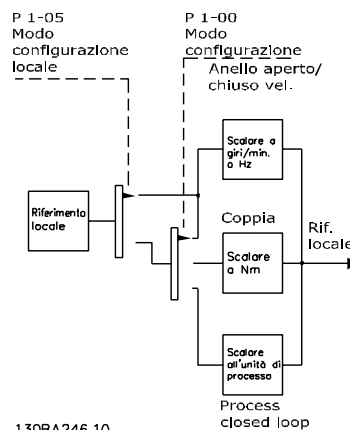 P 1-05
Modo
configurazione
locale
P 1-00
Modo
configurazione
Anello aperto/
chiuso vel.
Scalare a
giri/min.
o Hz
Riferimento
locale
Coppia
Scalare
a Nm
Rif.
locale
Scalare
all'unità di
processo
Process
closed loop
130BA246.10